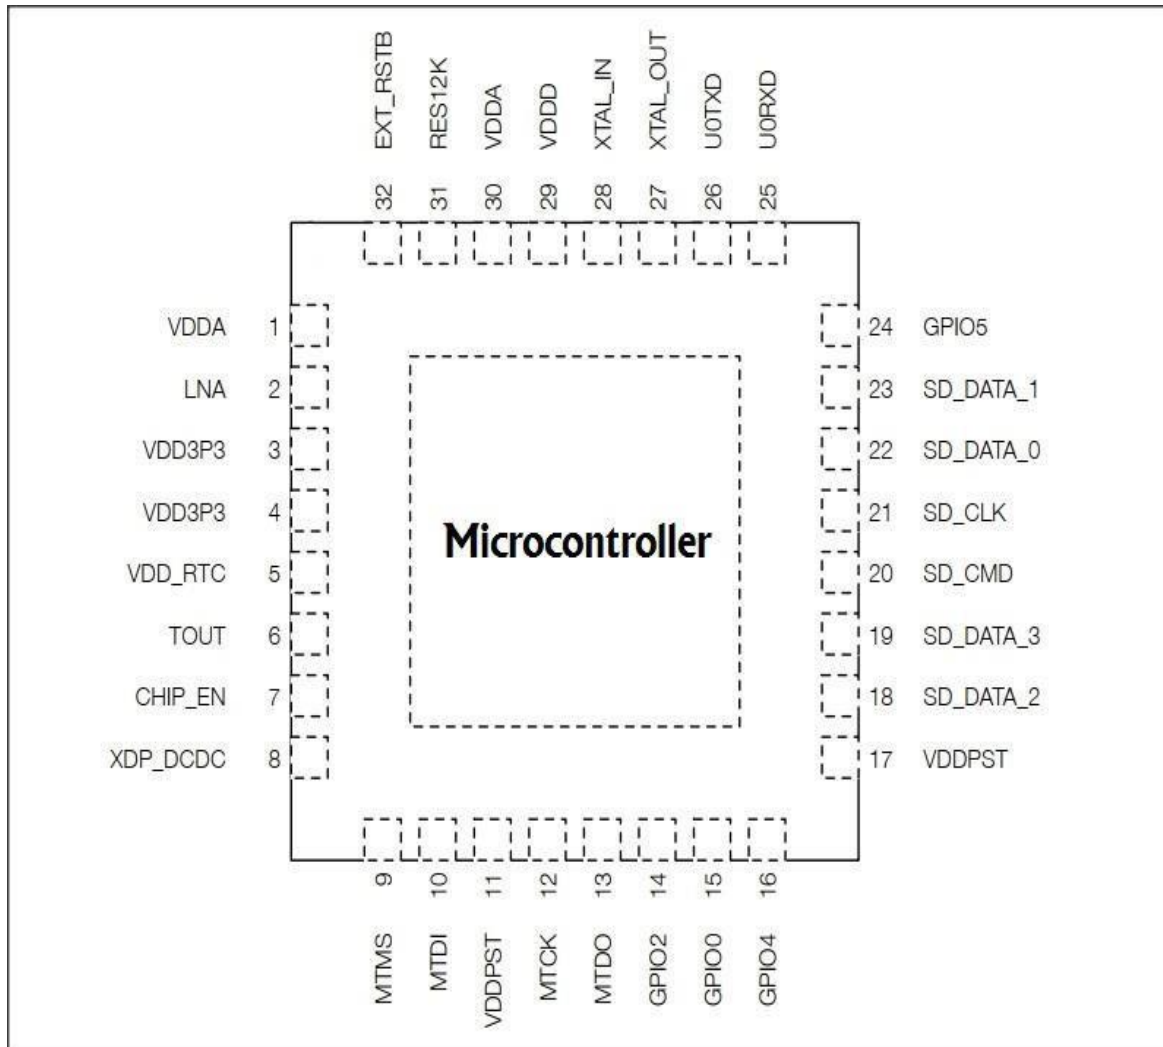 EXT_RSTB
RES12K
VDDA
VDDD
XTAL_IN
XTAL_OUT
U0TXD
U0RXD
32 31 30 29 28 27 26 25
VDDA 1
LNA 2
VDD3P3 3
VDD3P3 4
VDD_RTC 5
TOUT 6
CHIP_EN 7
XDP_DCDC 8
Microcontroller
24 GPIO5
23 SD_DATA_1
22 SD_DATA_0
21 SD_CLK
20 SD_CMD
19 SD_DATA_3
18 SD_DATA_2
17 VDDPST
9 10 11 12 13 14 15 16
MTMS
MTDI
VDDPST
MTCK
MTDO
GPIO2
GPIO0
GPIO4